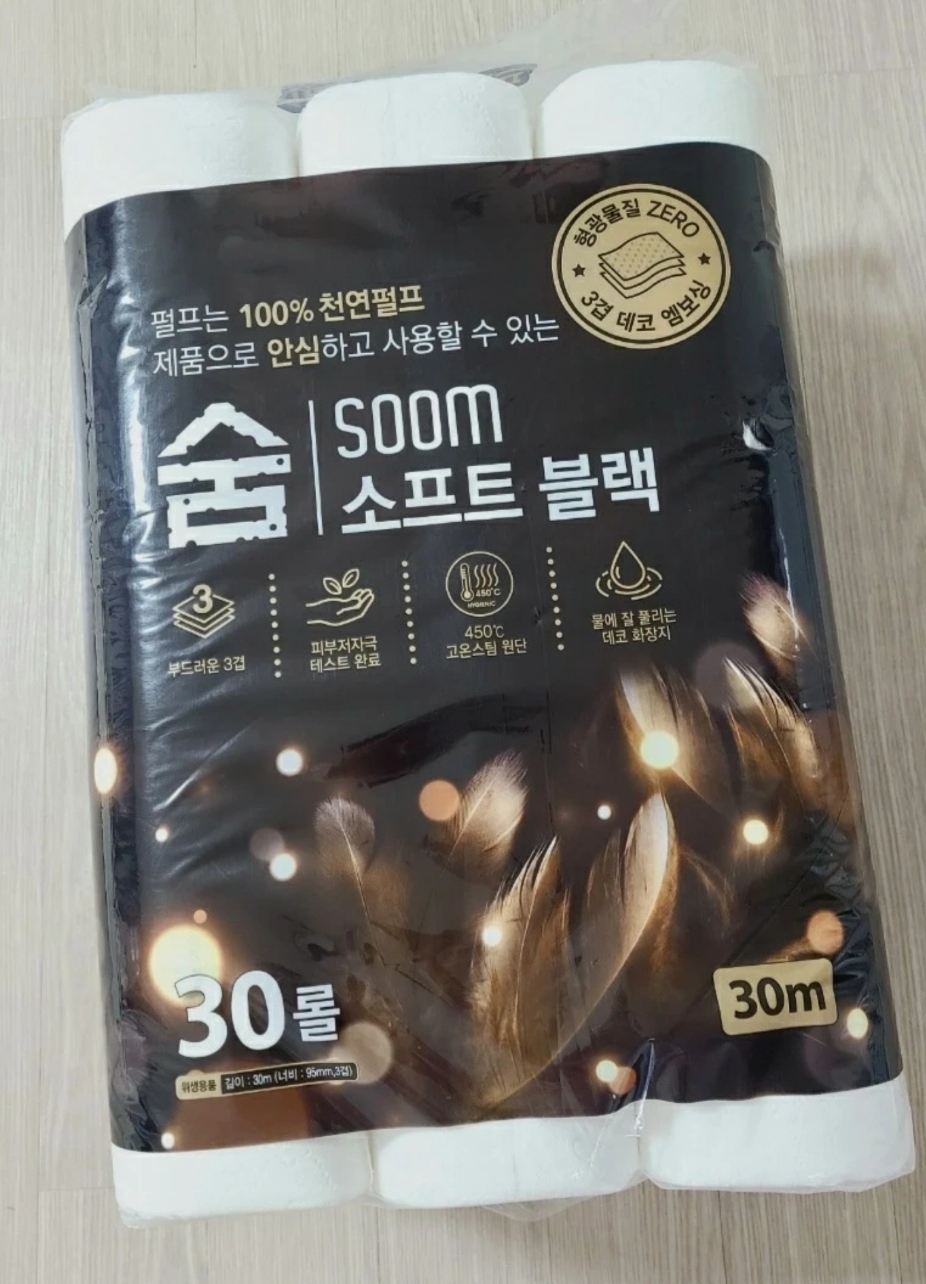 형광물질 ZERO
3겹 데코 엠보싱
펄프는 100% 천연펄프
제품으로 안심하고 사용할 수 있는
숨
SOOM
소프트 블랙
3
부드러운 3겹
피부저자극
테스트 완료
450℃
HYGIENIC
450℃
고온스팀 원단
물에 잘 풀리는
데코 화장지
30롤
30m
위생용품 길이 : 30m (너비 : 95mm,3겹)